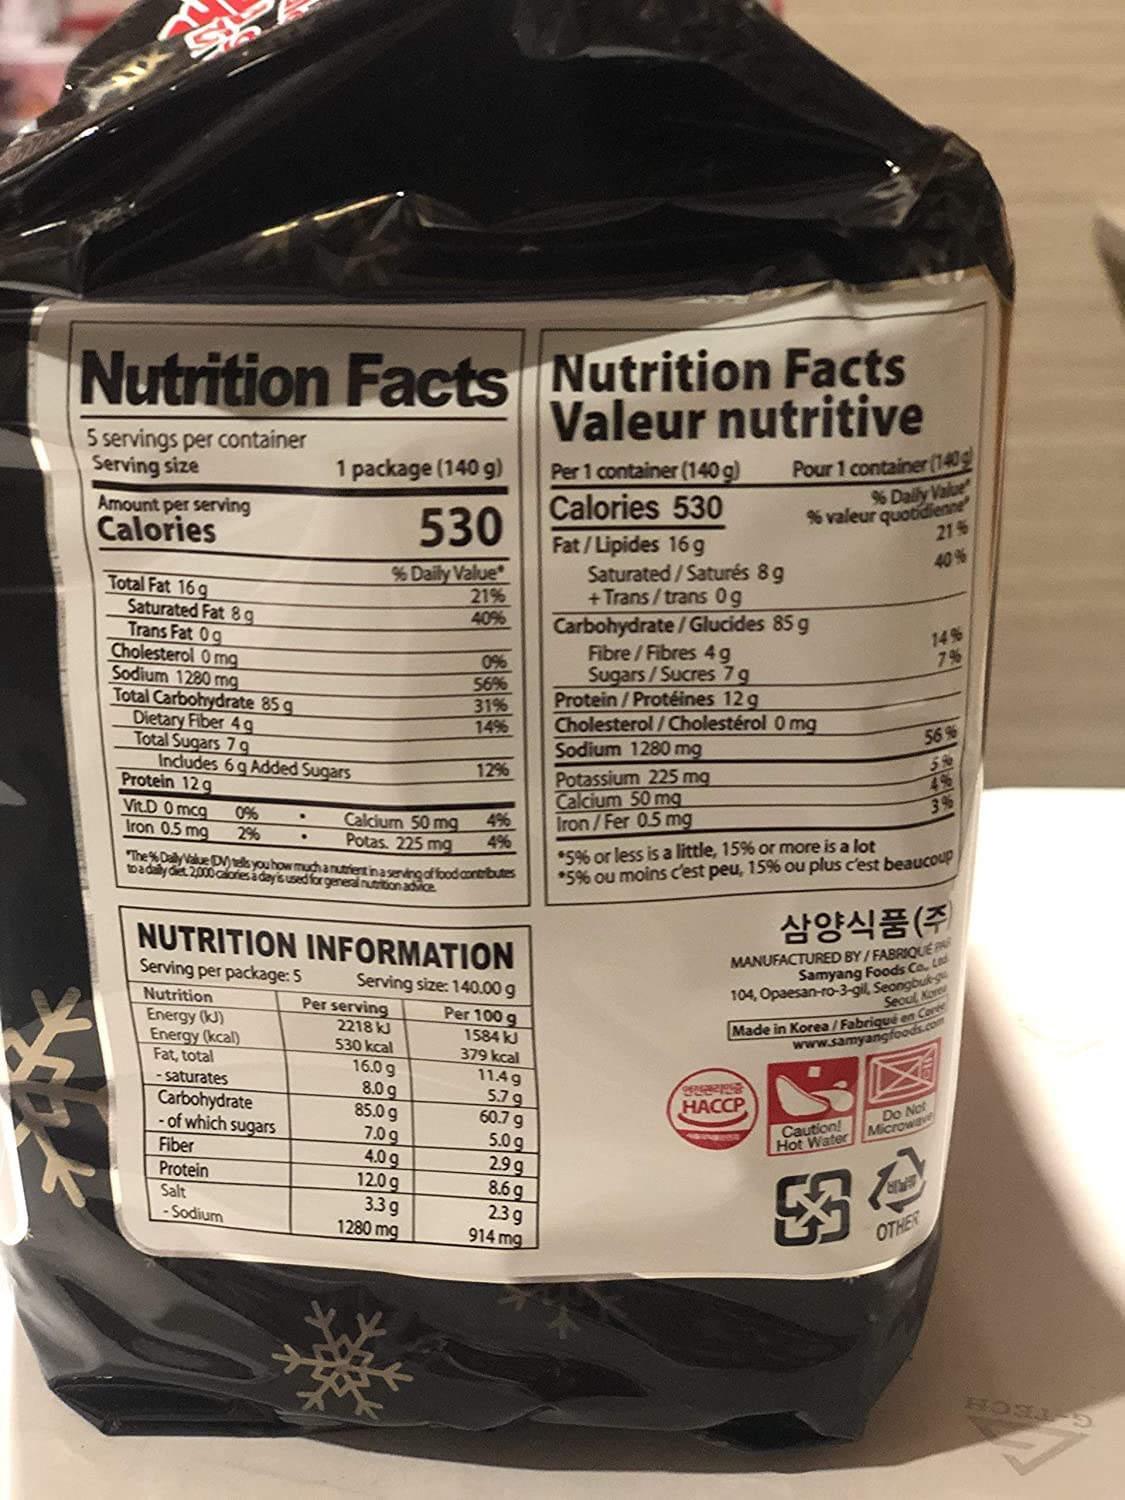 Nutrition Facts
5 servings per container
Serving size 1 package (140 g)
Amount per serving
Calories 530
% Daily Value*
Total Fat 16 g 21%
Saturated Fat 8 g 40%
Trans Fat 0 g
Cholesterol 0 mg 0%
Sodium 1280 mg 56%
Total Carbohydrate 85 g 31%
Dietary Fiber 4 g 14%
Total Sugars 7 g
Includes 6 g Added Sugars 12%
Protein 12 g
Vit.D 0 mcg 0% • Calcium 50 mg 4%
Iron 0.5 mg 2% • Potas. 225 mg 4%
*The % Daily Value (DV) tells you how much a nutrient in a serving of food contributes
to a daily diet. 2,000 calories a day is used for general nutrition advice.
Nutrition Facts
Valeur nutritive
Per 1 container (140 g) Pour 1 container (140 g)
Calories 530 % Daily Value*
% valeur quotidienne*
Fat / Lipides 16 g 21 %
Saturated / Saturés 8 g 40 %
+ Trans / trans 0 g
Carbohydrate / Glucides 85 g
Fibre / Fibres 4 g 14 %
Sugars / Sucres 7 g 7 %
Protein / Protéines 12 g
Cholesterol / Cholestérol 0 mg
Sodium 1280 mg 56 %
Potassium 225 mg 5 %
Calcium 50 mg 4 %
Iron / Fer 0.5 mg 3 %
*5% or less is a little, 15% or more is a lot
*5% ou moins c'est peu, 15% ou plus c'est beaucoup
NUTRITION INFORMATION
Serving per package: 5 Serving size: 140.00 g
Nutrition Per serving Per 100 g
Energy (kJ) 2218 kJ 1584 kJ
Energy (kcal) 530 kcal 379 kcal
Fat, total 16.0 g 11.4 g
- saturates 8.0 g 5.7 g
Carbohydrate 85.0 g 60.7 g
- of which sugars 7.0 g 5.0 g
Fiber 4.0 g 2.9 g
Protein 12.0 g 8.6 g
Salt 3.3 g 2.3 g
- Sodium 1280 mg 914 mg
삼양식품(주)
MANUFACTURED BY / FABRIQUÉ PAR
Samyang Foods Co., Ltd.
104, Opaesan-ro-3-gil, Seongbuk-gu,
Seoul, Korea
Made in Korea / Fabriqué en Corée
www.samyangfoods.com
안전관리인증
HACCP
Caution!
Hot Water
Do Not
Microwave
비닐류
OTHER
G-TECH